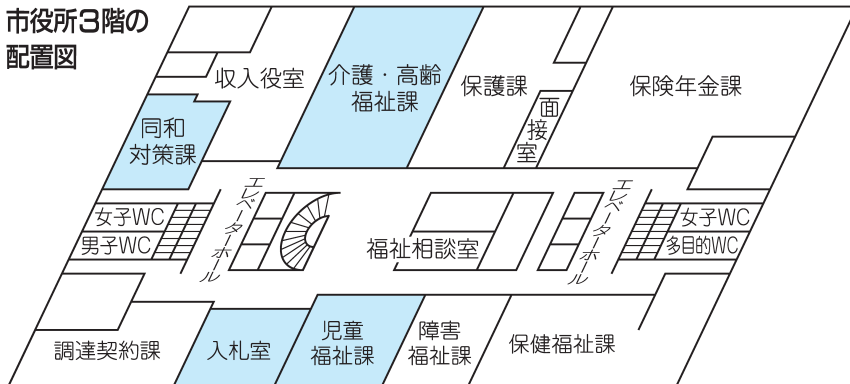 市役所3階の
配置図
収入役室
介護・高齢
福祉課
保護課
面
接
室
保険年金課
同和
対策課
エレベーターホール
エレベーターホール
女子WC
男子WC
福祉相談室
女子WC
多目的WC
調達契約課
入札室
児童
福祉課
障害
福祉課
保健福祉課